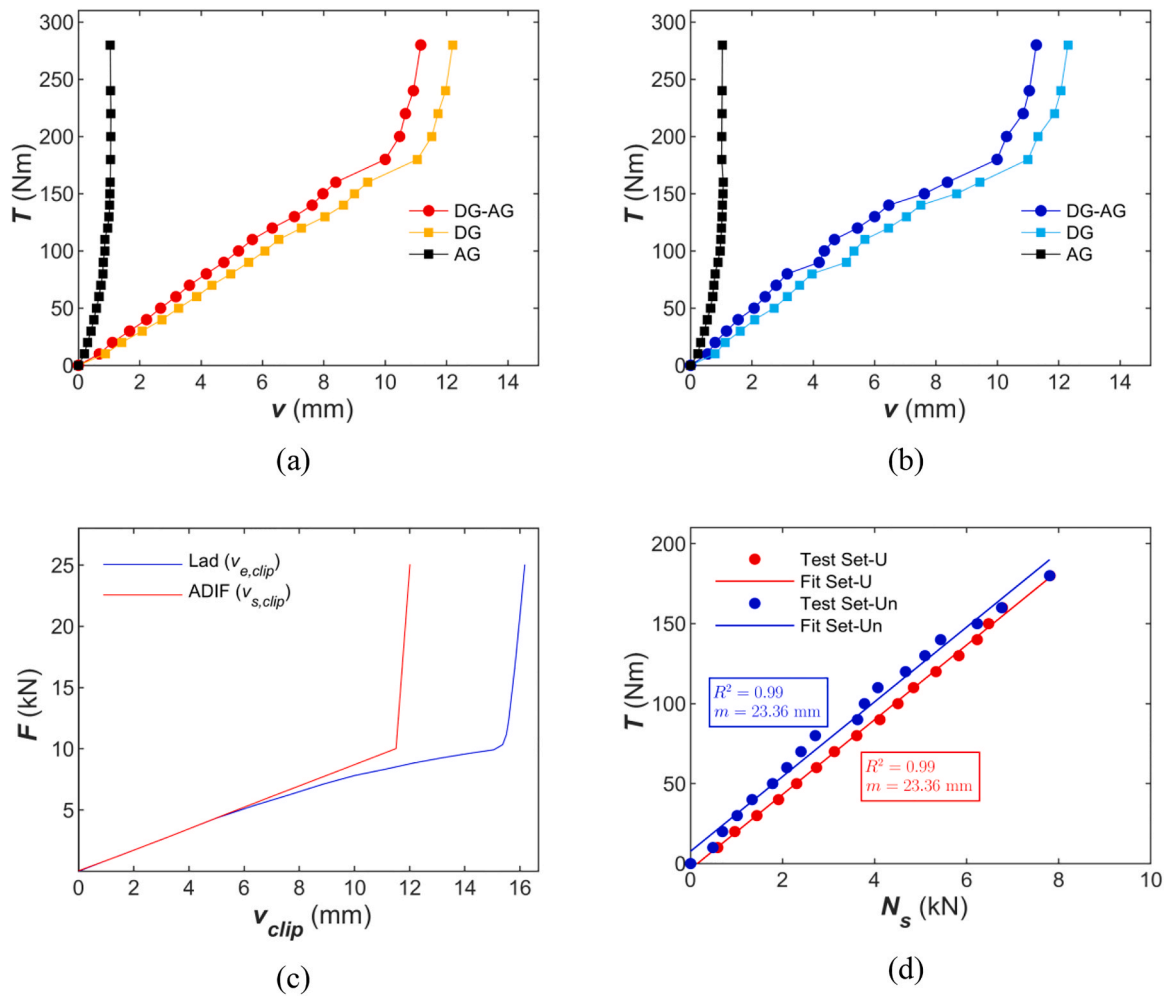 300
250
200
150
100
50
0
T (Nm)
DG-AG
DG
AG
0 2 4 6 8 10 12 14
v (mm)
(a)
300
250
200
150
100
50
0
T (Nm)
DG-AG
DG
AG
0 2 4 6 8 10 12 14
v (mm)
(b)
25
20
15
10
5
F (kN)
Lad (v_{e,clip})
ADIF (v_{s,clip})
0 2 4 6 8 10 12 14 16
v_{clip} (mm)
(c)
200
150
100
50
0
T (Nm)
Test Set-U
Fit Set-U
Test Set-Un
Fit Set-Un
R² = 0.99
m = 23.36 mm
R² = 0.99
m = 23.36 mm
0 2 4 6 8 10
N_s (kN)
(d)